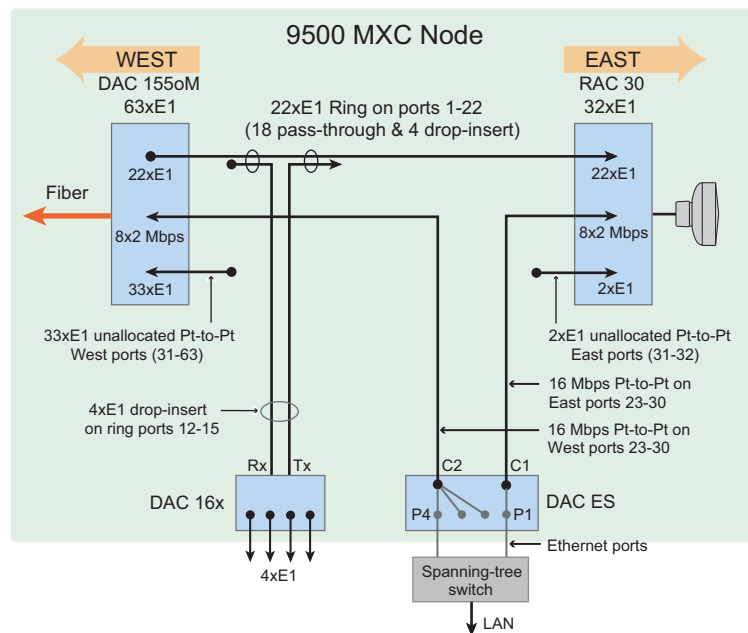 9500 MXC Node
WEST
DAC 155oM
63xE1
EAST
RAC 30
32xE1
22xE1 Ring on ports 1-22
(18 pass-through & 4 drop-insert)
22xE1
22xE1
Fiber
8x2 Mbps
8x2 Mbps
33xE1
2xE1
33xE1 unallocated Pt-to-Pt
West ports (31-63)
2xE1 unallocated Pt-to-Pt
East ports (31-32)
16 Mbps Pt-to-Pt on
East ports 23-30
4xE1 drop-insert
on ring ports 12-15
16 Mbps Pt-to-Pt on
West ports 23-30
Rx Tx
C2 C1
DAC 16x
DAC ES
P4 P1
Ethernet ports
4xE1
Spanning-tree
switch
LAN